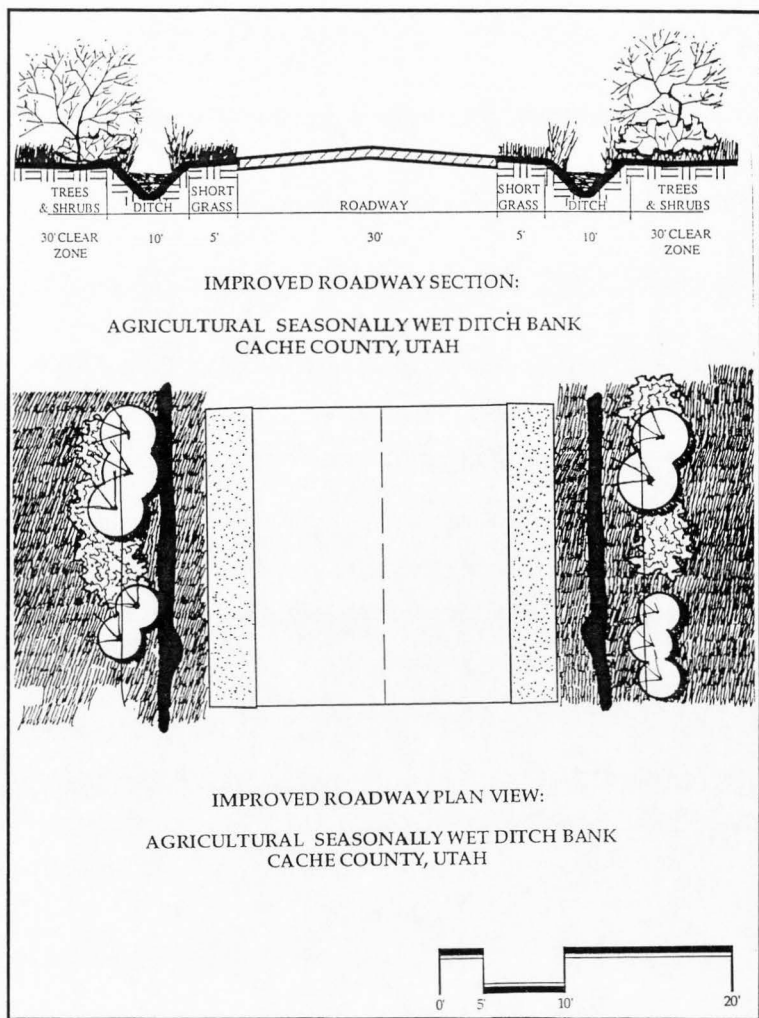 TREES SHORT SHORT TREES
& SHRUBS DITCH GRASS ROADWAY GRASS DITCH & SHRUBS
30' CLEAR 10' 5' 30' 5' 10' 30' CLEAR
ZONE ZONE
IMPROVED ROADWAY SECTION:
AGRICULTURAL SEASONALLY WET DITCH BANK
CACHE COUNTY, UTAH
IMPROVED ROADWAY PLAN VIEW:
AGRICULTURAL SEASONALLY WET DITCH BANK
CACHE COUNTY, UTAH
0' 5' 10' 20'